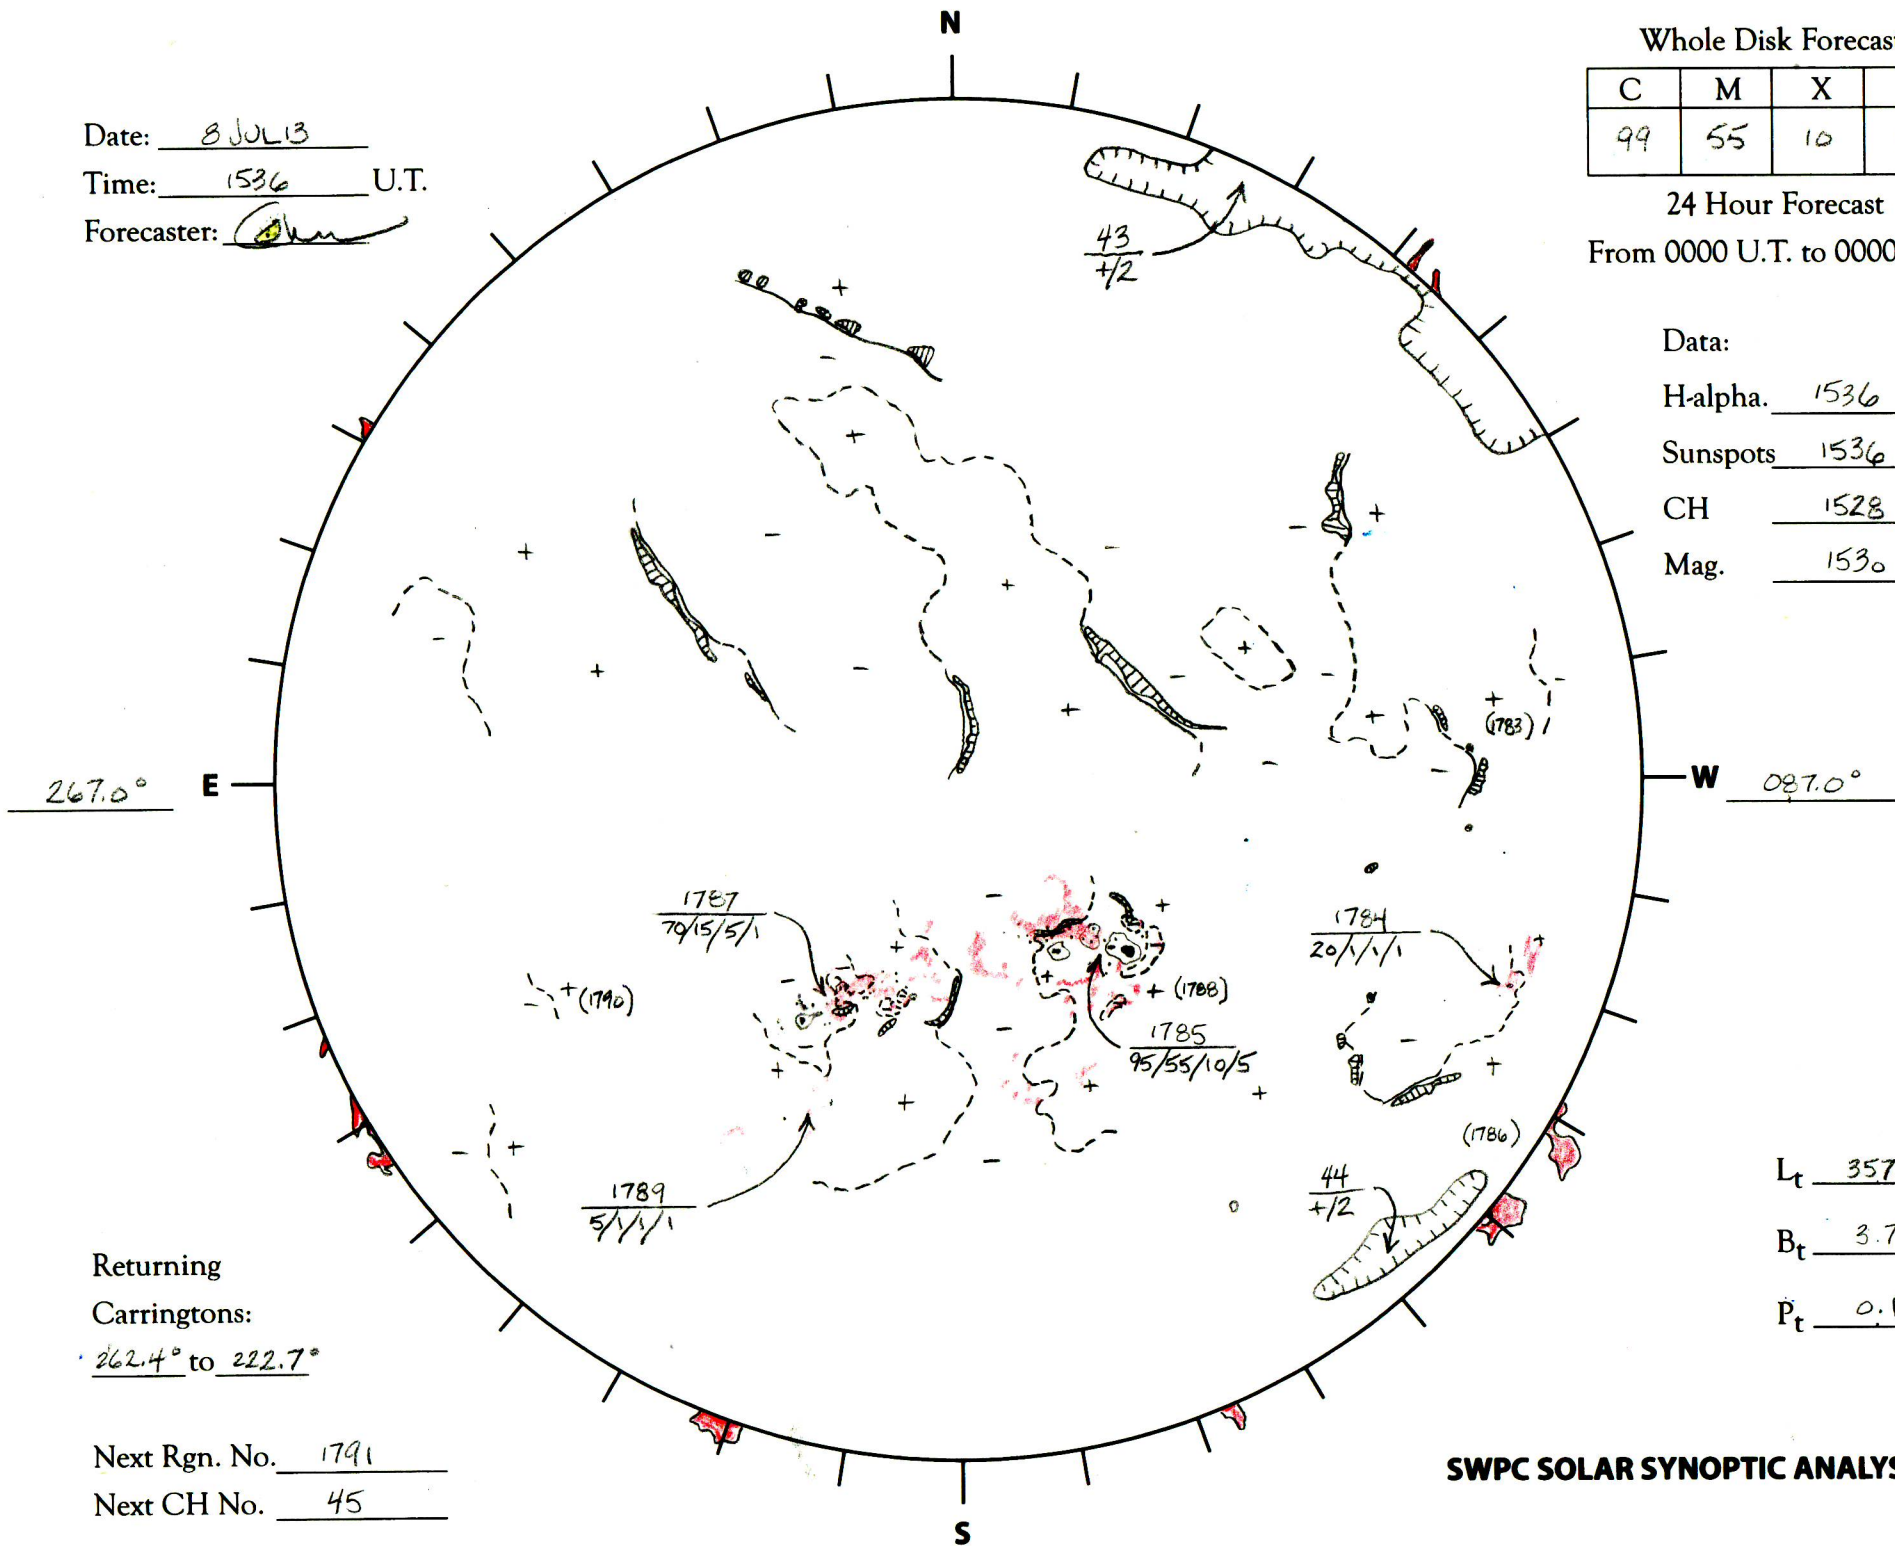 N
Whole Disk Forecas
C M X
99 55 10
24 Hour Forecast
From 0000 U.T. to 0000
Date: 8 JUL 13
Time: 1536 U.T.
Forecaster:
43
+/2
Data:
H-alpha. 1536
Sunspots 1536
CH 1528
Mag. 1530
(1783)
267.0° E
W 087.0°
1787
70/15/5/1
1784
20/1/1/1
(1790)
(1788)
1785
95/55/10/5
(1786)
1789
5/1/1/1
44
+/2
Lt 357
Bt 3.7
Pt 0.
Returning
Carringtons:
262.4° to 222.7°
Next Rgn. No. 1791
Next CH No. 45
SWPC SOLAR SYNOPTIC ANALYS
S